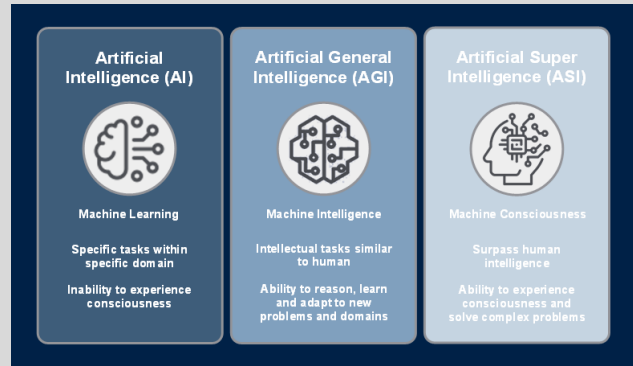 Artificial
Intelligence (AI)
Machine Learning
Specific tasks within
specific domain
Inability to experience
consciousness
Artificial General
Intelligence (AGI)
Machine Intelligence
Intellectual tasks similar
to human
Ability to reason, learn
and adapt to new
problems and domains
Artificial Super
Intelligence (ASI)
Machine Consciousness
Surpass human
intelligence
Ability to experience
consciousness and
solve complex problems